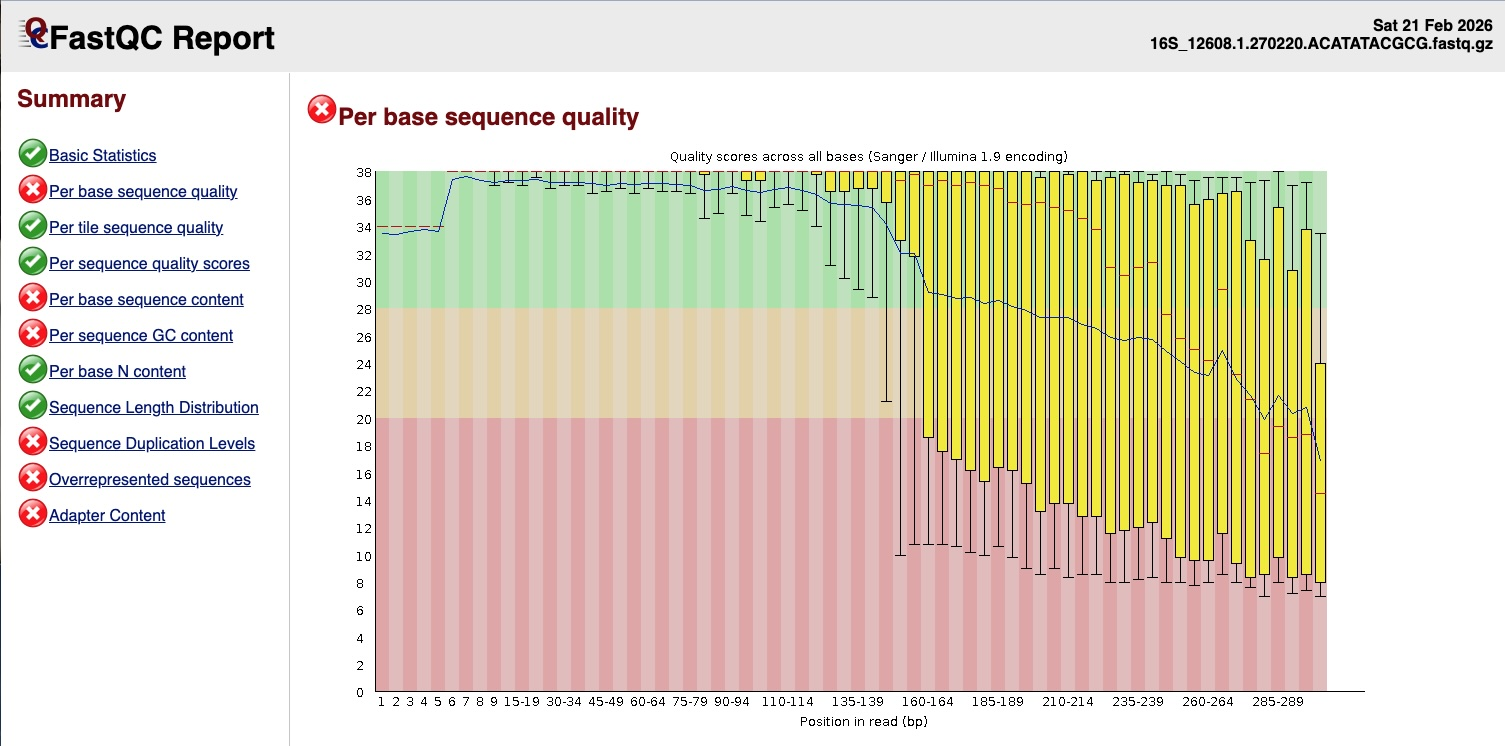 FastQC Report
Sat 21 Feb 2026
16S_12608.1.270220.ACATATACGCG.fastq.gz
Summary
Basic Statistics
Per base sequence quality
Per tile sequence quality
Per sequence quality scores
Per base sequence content
Per sequence GC content
Per base N content
Sequence Length Distribution
Sequence Duplication Levels
Overrepresented sequences
Adapter Content
Per base sequence quality
Quality scores across all bases (Sanger / Illumina 1.9 encoding)
38
36
34
32
30
28
26
24
22
20
18
16
14
12
10
8
6
4
2
0
1 2 3 4 5 6 7 8 9 15-19 30-34 45-49 60-64 75-79 90-94 110-114 135-139 160-164 185-189 210-214 235-239 260-264 285-289
Position in read (bp)